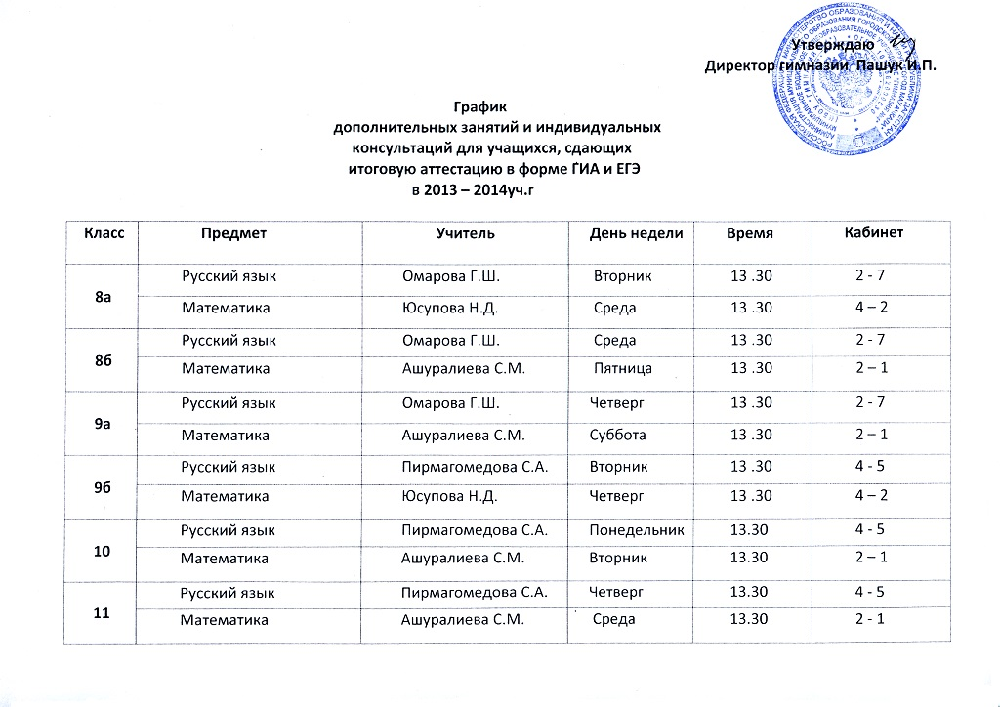 Утверждаю
Директор гимназии Пашук И.П.
График
дополнительных занятий и индивидуальных
консультаций для учащихся, сдающих
итоговую аттестацию в форме ГИА и ЕГЭ
в 2013 – 2014уч.г
Класс Предмет Учитель День недели Время Кабинет
8а
Русский язык Омарова Г.Ш. Вторник 13 .30 2 - 7
Математика Юсупова Н.Д. Среда 13 .30 4 – 2
8б
Русский язык Омарова Г.Ш. Среда 13 .30 2 - 7
Математика Ашуралиева С.М. Пятница 13 .30 2 – 1
9а
Русский язык Омарова Г.Ш. Четверг 13 .30 2 - 7
Математика Ашуралиева С.М. Суббота 13 .30 2 – 1
9б
Русский язык Пирмагомедова С.А. Вторник 13 .30 4 - 5
Математика Юсупова Н.Д. Четверг 13 .30 4 – 2
10
Русский язык Пирмагомедова С.А. Понедельник 13.30 4 - 5
Математика Ашуралиева С.М. Вторник 13.30 2 – 1
11
Русский язык Пирмагомедова С.А. Четверг 13.30 4 - 5
Математика Ашуралиева С.М. Среда 13.30 2 - 1